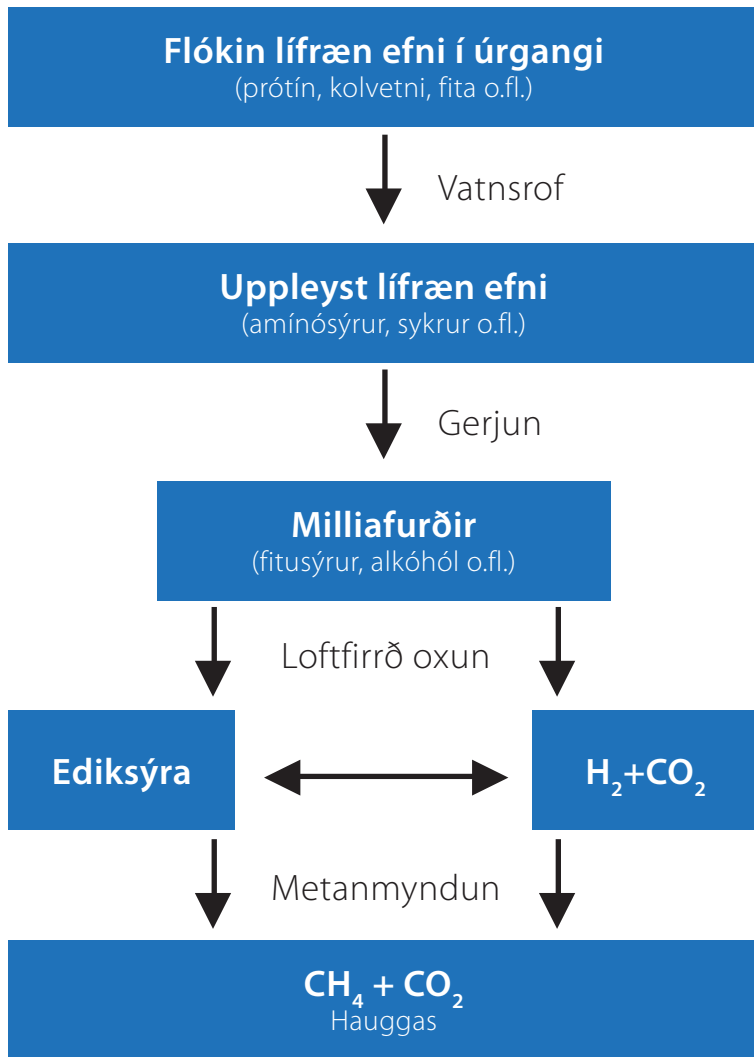 Flókin lífræn efni í úrgangi
(prótín, kolvetni, fita o.fl.)
Vatnsrof
Uppleyst lífræn efni
(amínósýrur, sykrur o.fl.)
Gerjun
Milliafurðir
(fitusýrur, alkóhól o.fl.)
Loftfirrð oxun
Ediksýra
H₂+CO₂
Metanmyndun
CH₄ + CO₂
Hauggas